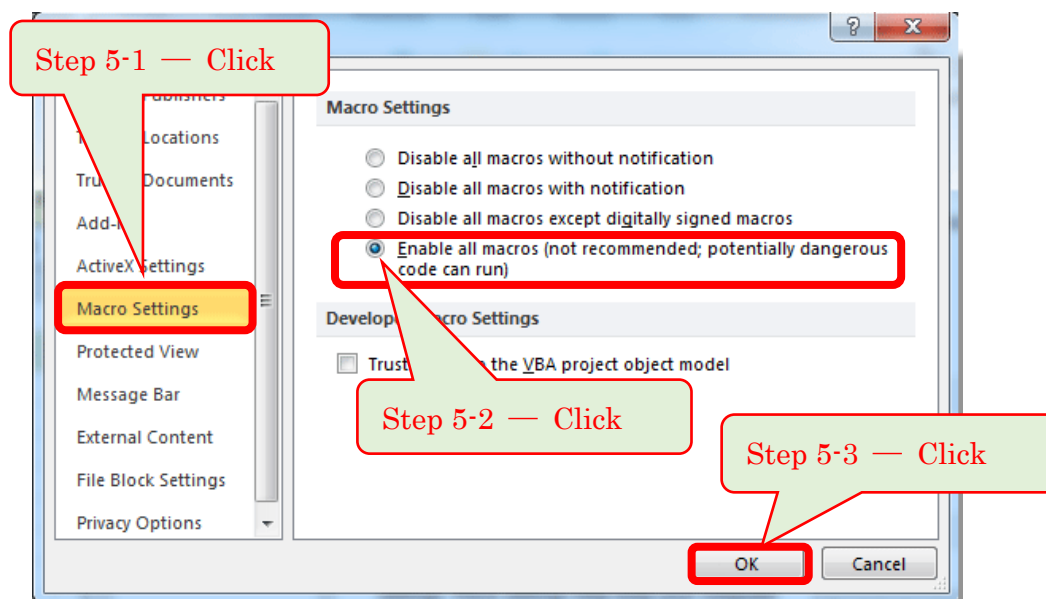 Step 5-1 — Click
Locations
Documents
ActiveX Settings
Macro Settings
Protected View
Message Bar
External Content
File Block Settings
Privacy Options
?
X
Macro Settings
Disable all macros without notification
Disable all macros with notification
Disable all macros except digitally signed macros
Enable all macros (not recommended; potentially dangerous
code can run)
Macro Settings
the VBA project object model
Step 5-2 — Click
Step 5-3 — Click
OK
Cancel